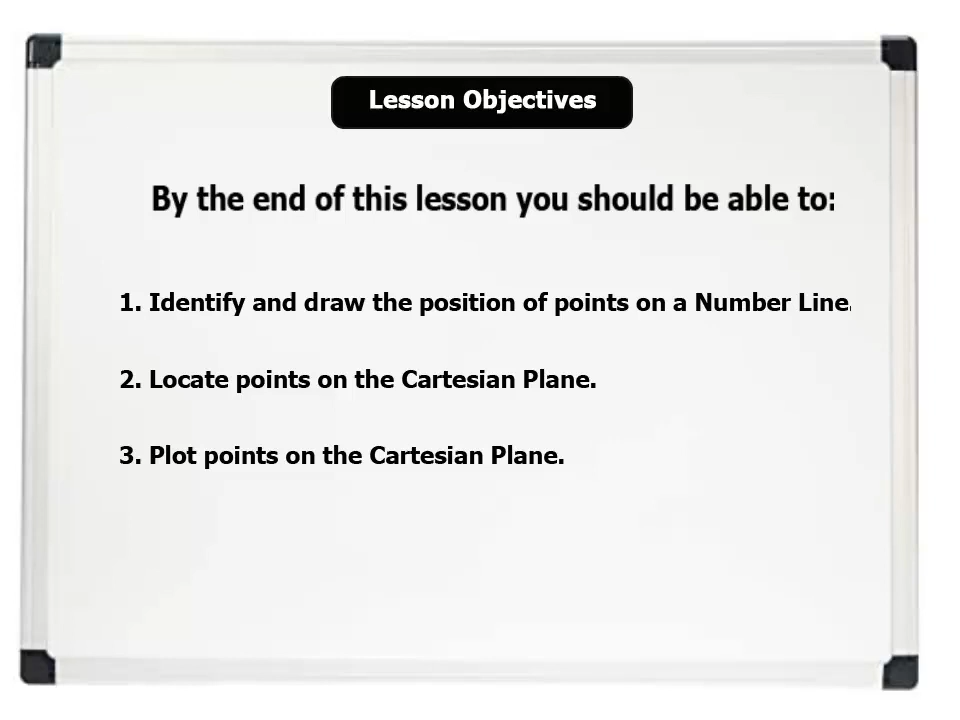 Lesson Objectives
By the end of this lesson you should be able to:
1. Identify and draw the position of points on a Number Line.
2. Locate points on the Cartesian Plane.
3. Plot points on the Cartesian Plane.